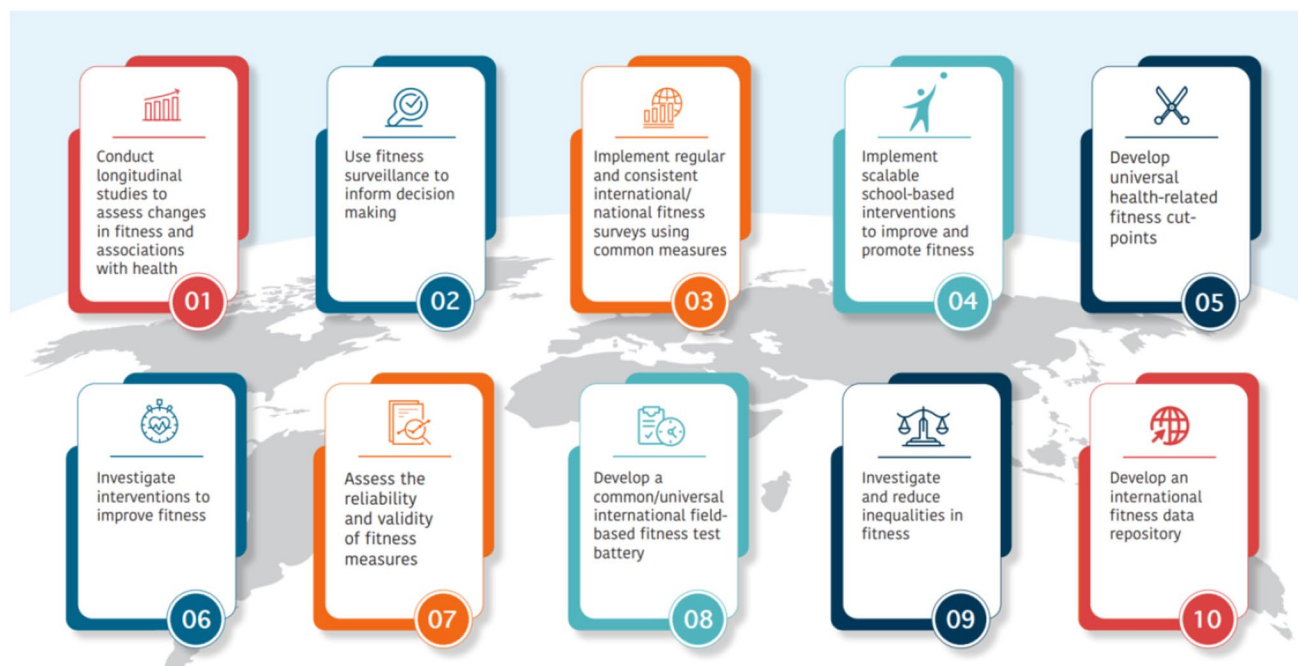 Conduct
longitudinal
studies to
assess changes
in fitness and
associations
with health
01
Use fitness
surveillance to
inform decision
making
02
Implement regular
and consistent
international/
national fitness
surveys using
common measures
03
Implement
scalable
school-based
interventions
to improve and
promote fitness
04
Develop
universal
health-related
fitness cut-
points
05
Investigate
interventions to
improve fitness
06
Assess the
reliability
and validity
of fitness
measures
07
Develop a
common/universal
international field-
based fitness test
battery
08
Investigate
and reduce
inequalities in
fitness
09
Develop an
international
fitness data
repository
10